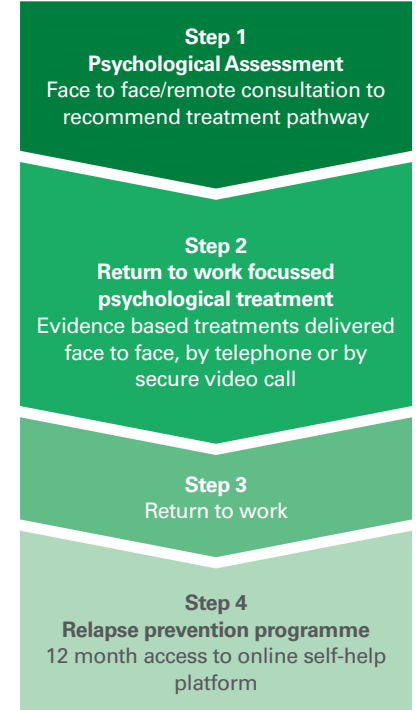 Step 1
Psychological Assessment
Face to face/remote consultation to
recommend treatment pathway
Step 2
Return to work focussed
psychological treatment
Evidence based treatments delivered
face to face, by telephone or by
secure video call
Step 3
Return to work
Step 4
Relapse prevention programme
12 month access to online self-help
platform